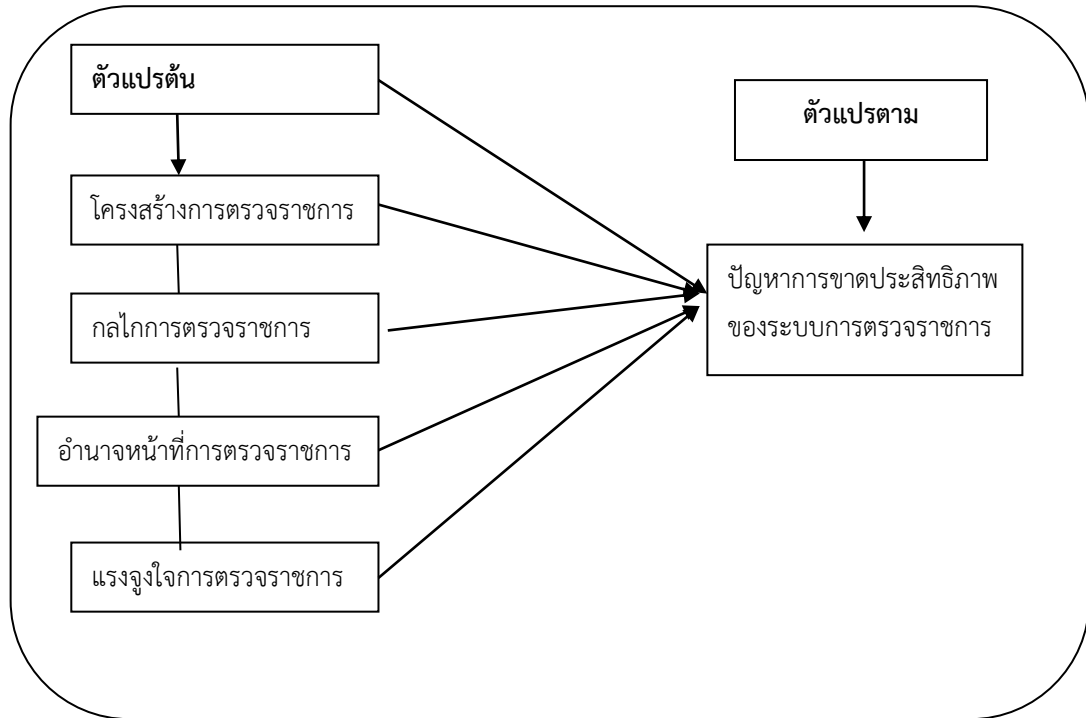 ตัวแปรต้น
โครงสร้างการตรวจราชการ
กลไกการตรวจราชการ
อำนาจหน้าที่การตรวจราชการ
แรงจูงใจการตรวจราชการ
ตัวแปรตาม
ปัญหาการขาดประสิทธิภาพ
ของระบบการตรวจราชการ